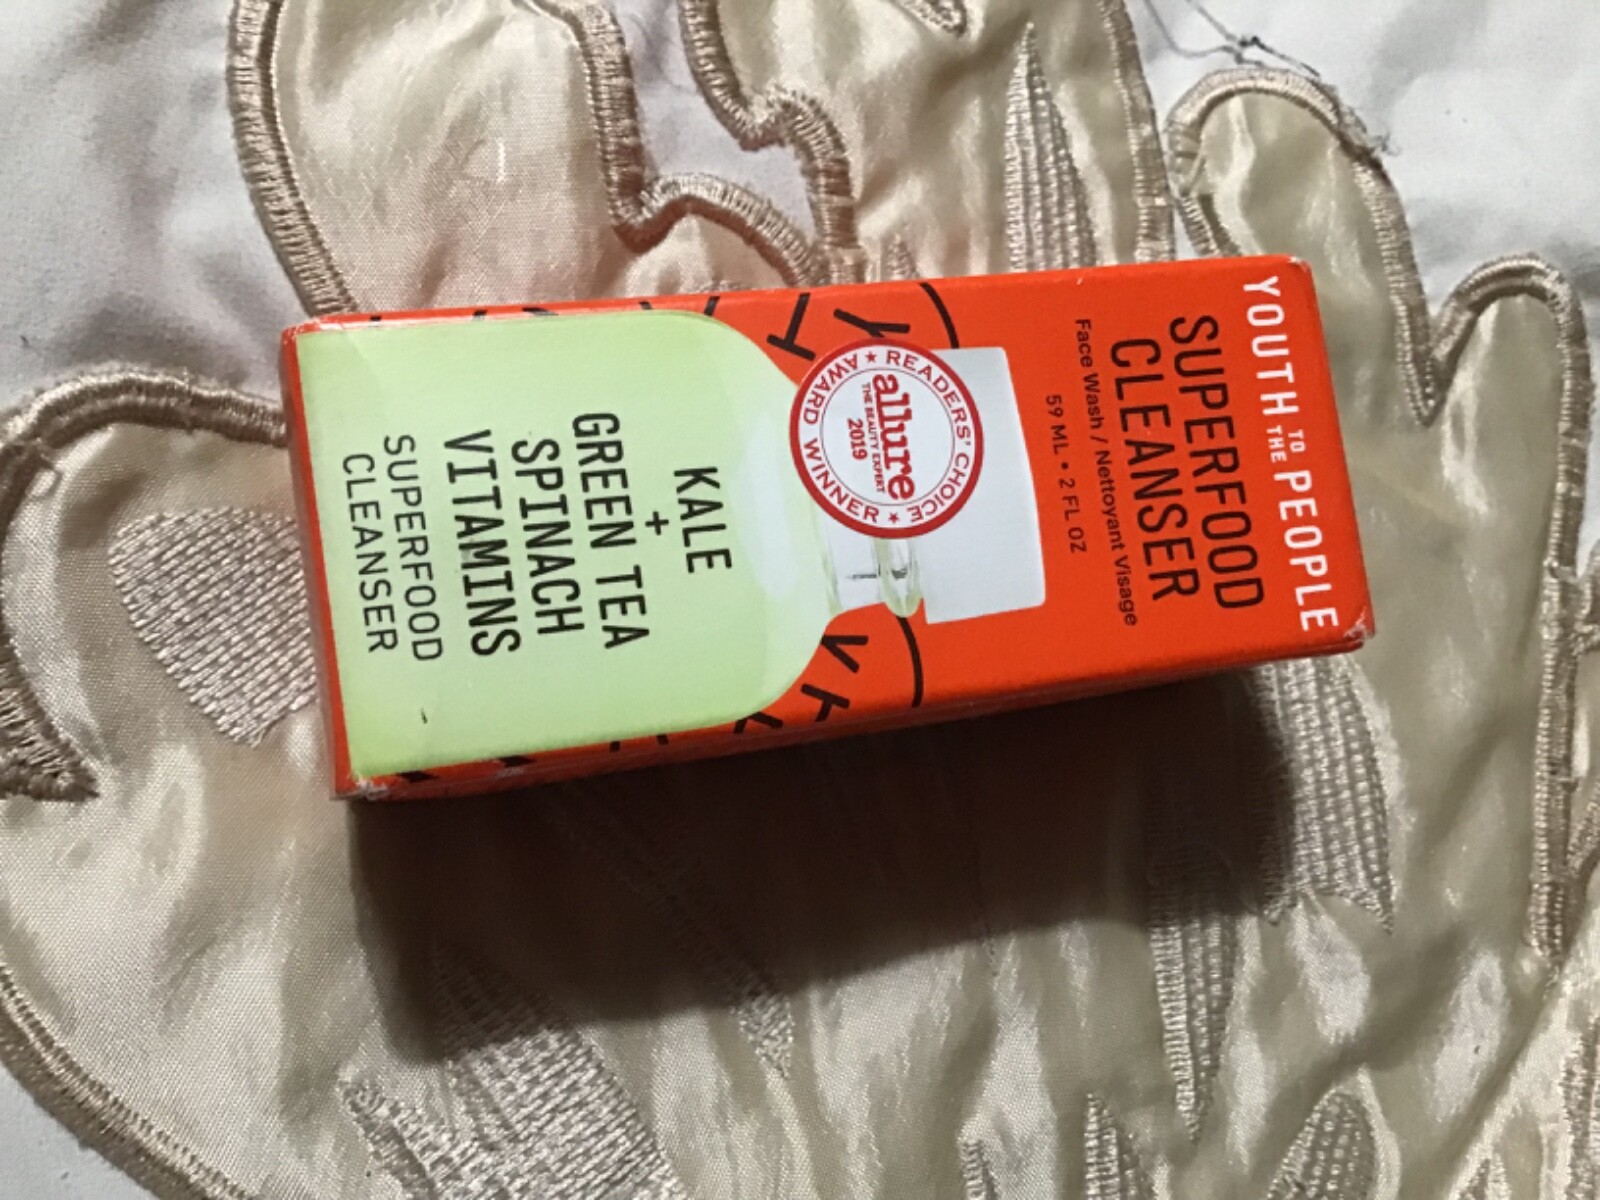 YOUTH TO THE PEOPLE
SUPERFOOD
CLEANSER
Face Wash / Nettoyant Visage
59 ML • 2 FL OZ
READERS' CHOICE
allure
THE BEAUTY EXPERT
2019
AWARD WINNER
KALE
+
GREEN TEA
SPINACH
VITAMINS
SUPERFOOD
CLEANSER